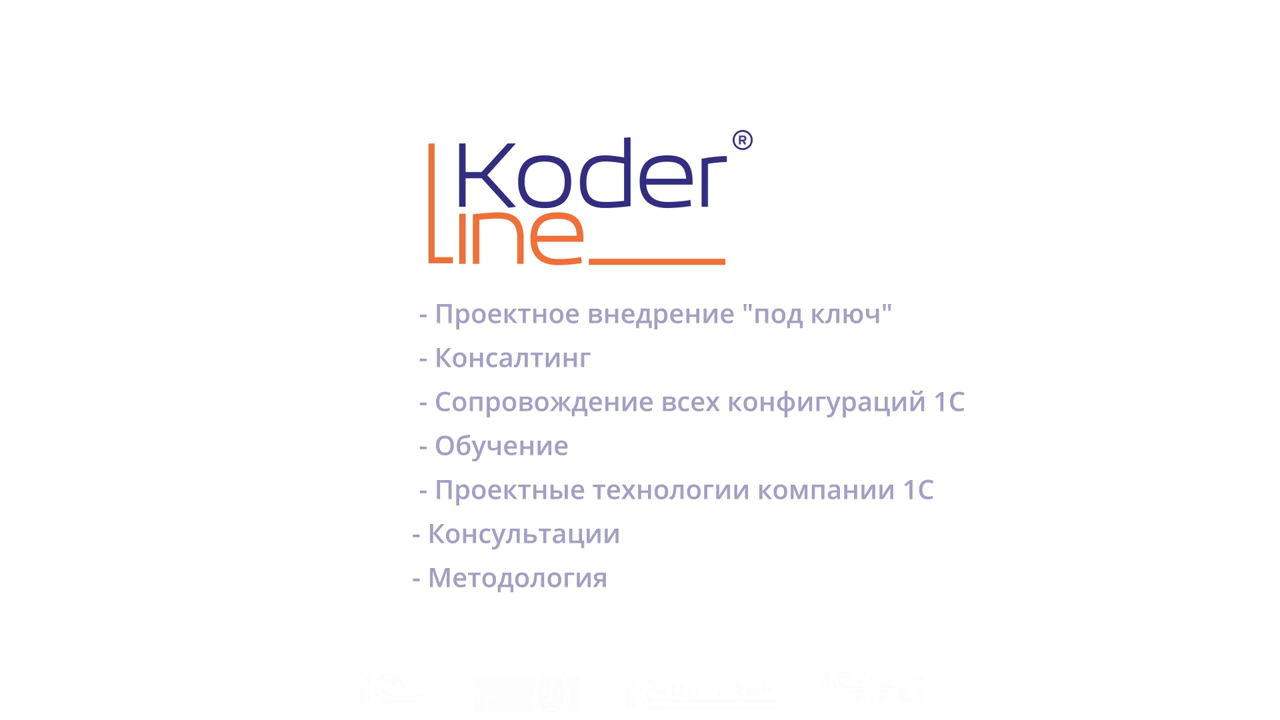 Koder ®
Line
- Проектное внедрение "под ключ"
- Консалтинг
- Сопровождение всех конфигураций 1С
- Обучение
- Проектные технологии компании 1С
- Консультации
- Методология